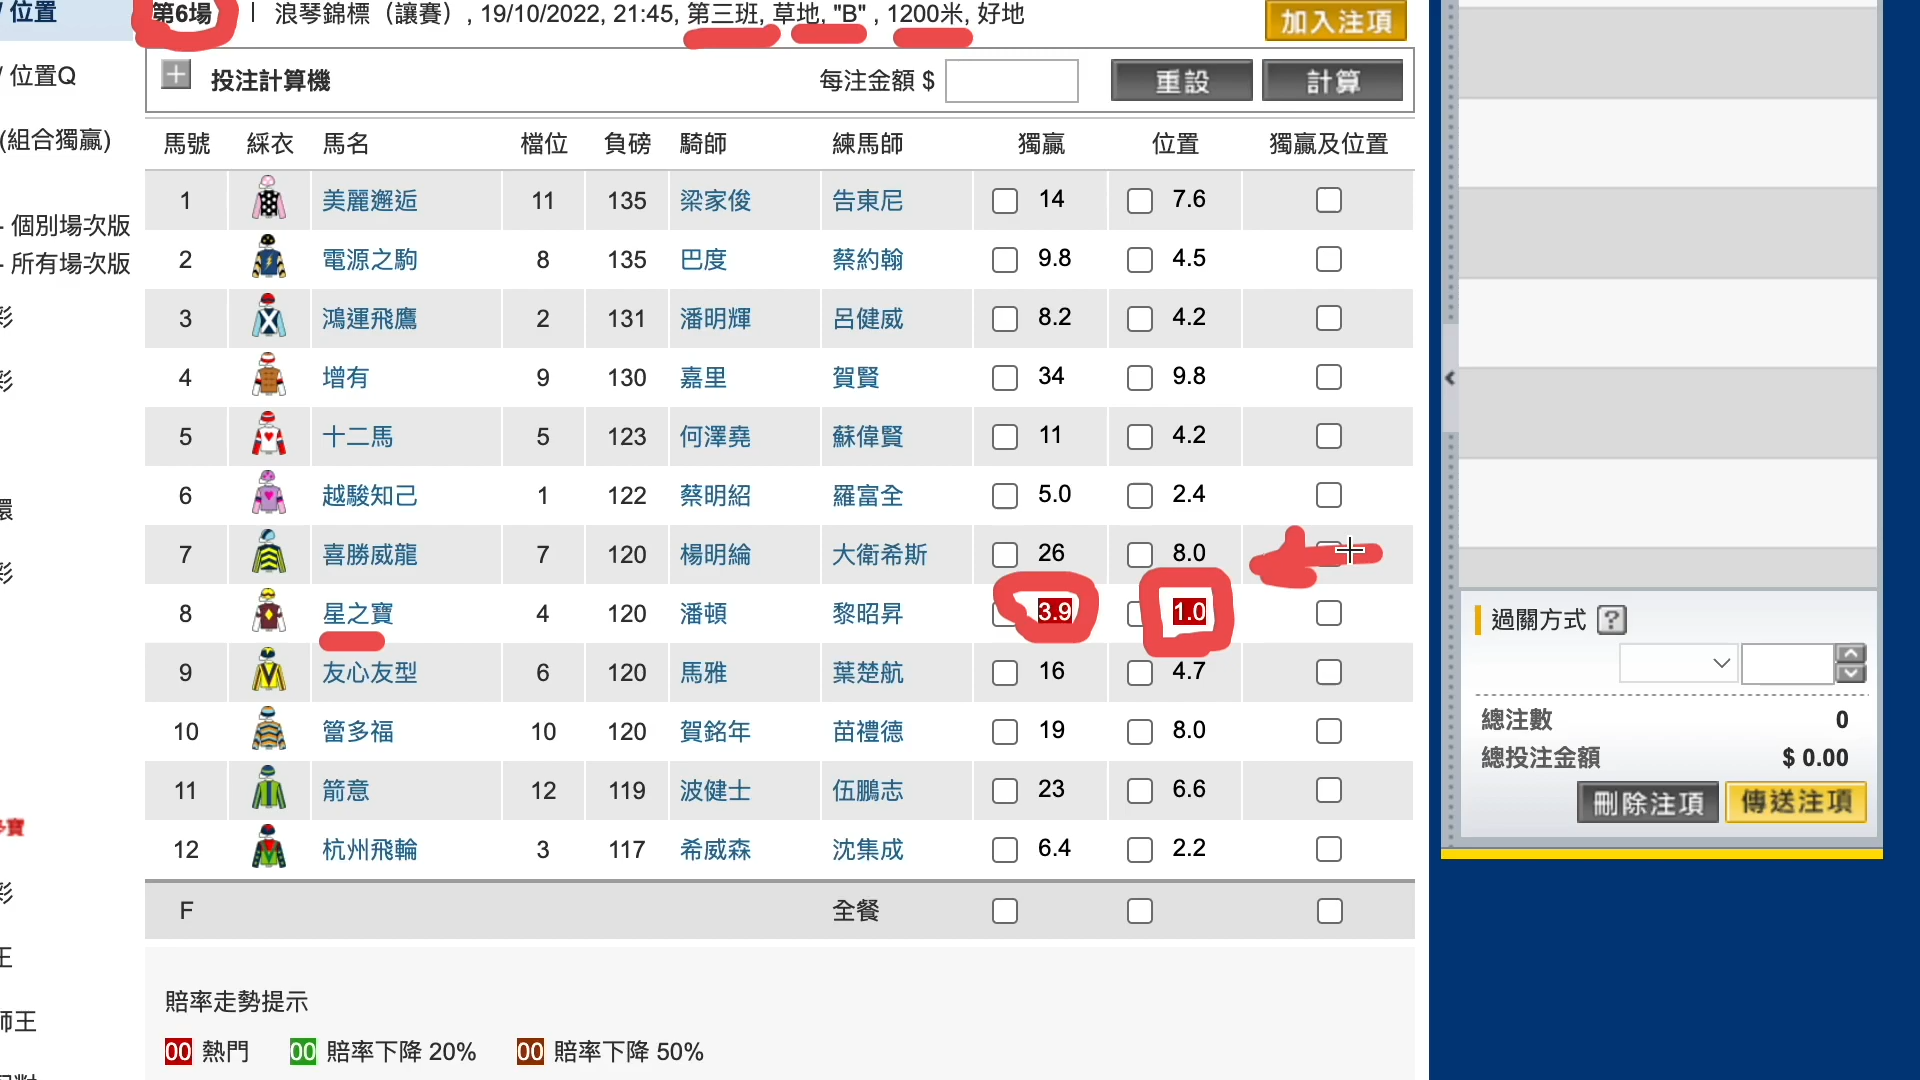 / 位置
第6場 | 浪琴錦標（讓賽）, 19/10/2022, 21:45, 第三班, 草地, "B" , 1200米, 好地
加入注項
/ 位置Q
投注計算機 每注金額 $ 重設 計算
(組合獨贏)
馬號 綵衣 馬名 檔位 負磅 騎師 練馬師 獨贏 位置 獨贏及位置
1 美麗邂逅 11 135 梁家俊 告東尼 14 7.6
- 個別場次版
2 電源之駒 8 135 巴度 蔡約翰 9.8 4.5
- 所有場次版
3 鴻運飛鷹 2 131 潘明輝 呂健威 8.2 4.2
彩
4 增有 9 130 嘉里 賀賢 34 9.8
彩
5 十二馬 5 123 何澤堯 蘇偉賢 11 4.2
6 越駿知己 1 122 蔡明紹 羅富全 5.0 2.4
環
7 喜勝威龍 7 120 楊明綸 大衛希斯 26 8.0
彩
8 星之寶 4 120 潘頓 黎昭昇 3.9 1.0
9 友心友型 6 120 馬雅 葉楚航 16 4.7
10 籥多福 10 120 賀銘年 苗禮德 19 8.0
11 箭意 12 119 波健士 伍鵬志 23 6.6
多寶
12 杭州飛輪 3 117 希威森 沈集成 6.4 2.2
彩
F 全餐
王
賠率走勢提示
師王
00 熱門 00 賠率下降 20% 00 賠率下降 50%
過關方式 ?
總注數 0
總投注金額 $ 0.00
刪除注項 傳送注項